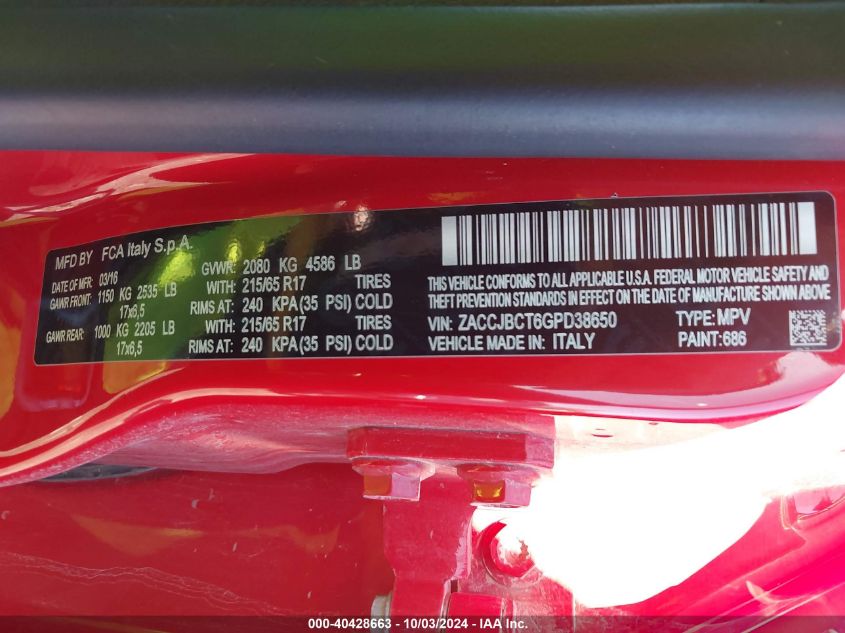 MFD BY FCA Italy S.p.A.
DATE OF MFR: 03/16 GVWR: 2080 KG 4586 LB
GAWR FRONT: 1150 KG 2535 LB WITH: 215/65 R17 TIRES
17x6,5 RIMS AT: 240 KPA(35 PSI) COLD
GAWR REAR: 1000 KG 2205 LB WITH: 215/65 R17 TIRES
17x6,5 RIMS AT: 240 KPA(35 PSI) COLD
THIS VEHICLE CONFORMS TO ALL APPLICABLE U.S.A. FEDERAL MOTOR VEHICLE SAFETY AND
THEFT PREVENTION STANDARDS IN EFFECT ON THE DATE OF MANUFACTURE SHOWN ABOVE.
VIN: ZACCJBCT6GPD38650 TYPE: MPV
VEHICLE MADE IN: ITALY PAINT: 686
000-40428663 - 10/03/2024 - IAA Inc.